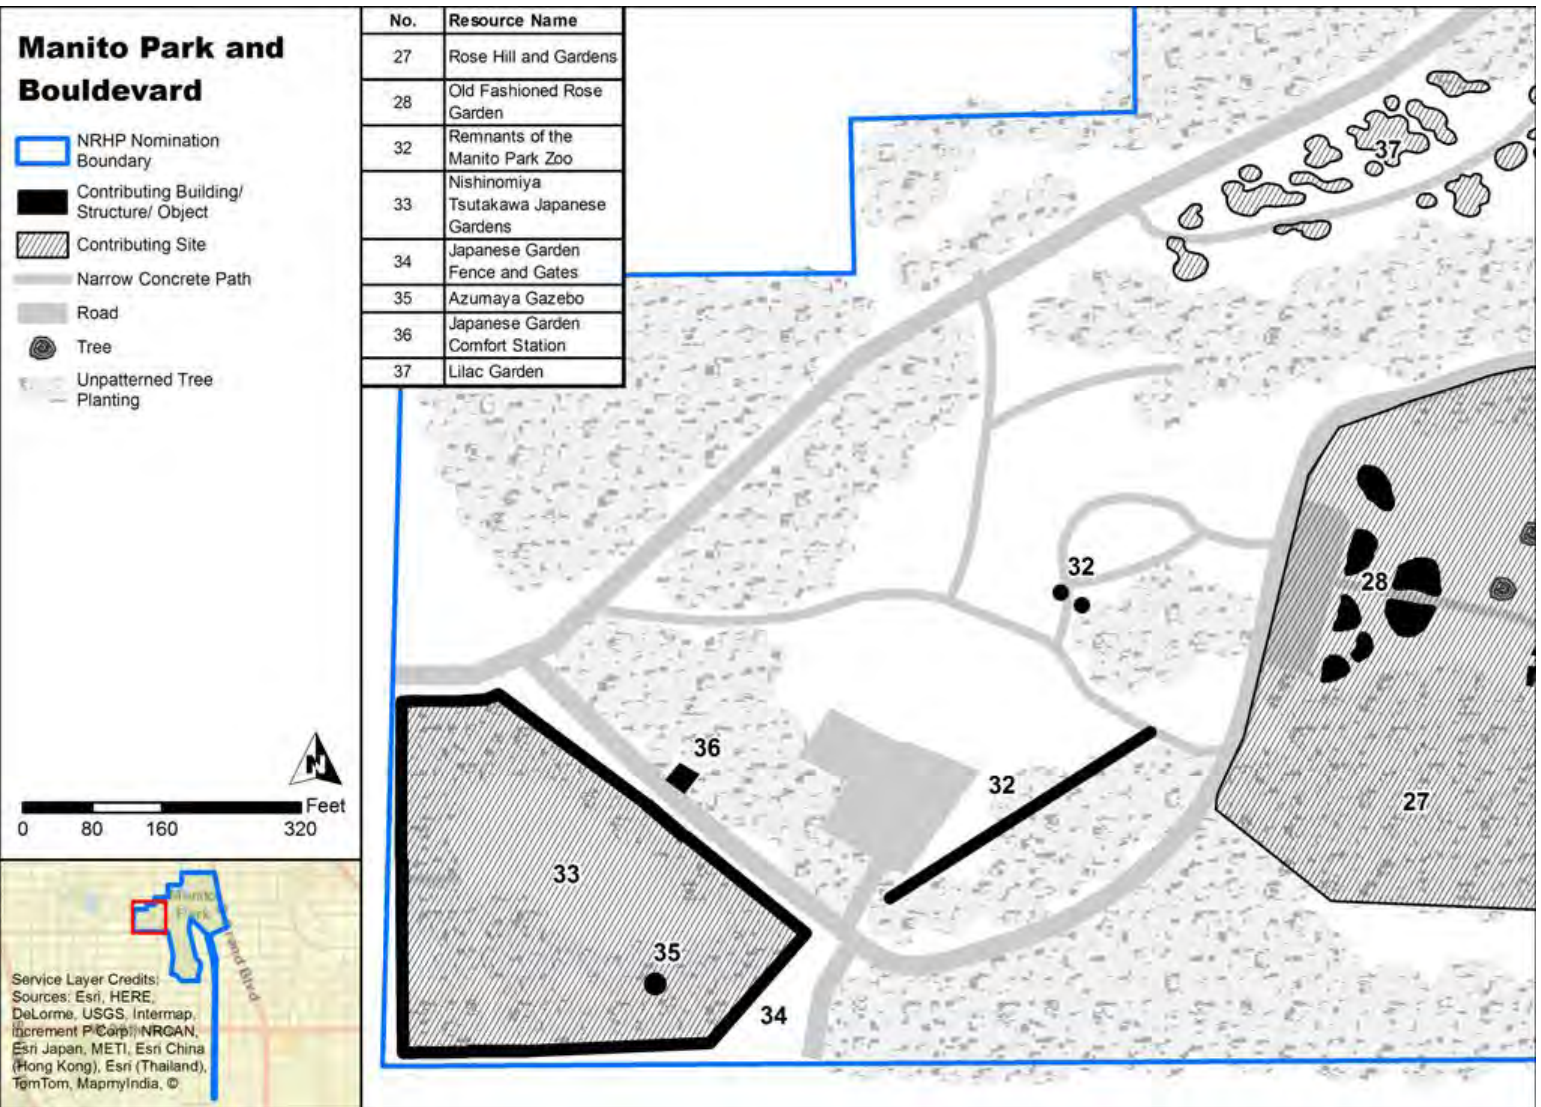 Manito Park and
Bouldevard
NRHP Nomination
Boundary
Contributing Building/
Structure/ Object
Contributing Site
Narrow Concrete Path
Road
Tree
Unpatterned Tree
Planting
N
Feet
0 80 160 320
No. Resource Name
27 Rose Hill and Gardens
28 Old Fashioned Rose
Garden
32 Remnants of the
Manito Park Zoo
33 Nishinomiya
Tsutakawa Japanese
Gardens
34 Japanese Garden
Fence and Gates
35 Azumaya Gazebo
36 Japanese Garden
Comfort Station
37 Lilac Garden
37
32
28
36
32
27
33
35
34
Manito
Park
Blvd
Service Layer Credits:
Sources: Esri, HERE,
DeLorme, USGS, Intermap,
increment P Corp., NRCAN,
Esri Japan, METI, Esri China
(Hong Kong), Esri (Thailand),
TomTom, MapmyIndia, ©